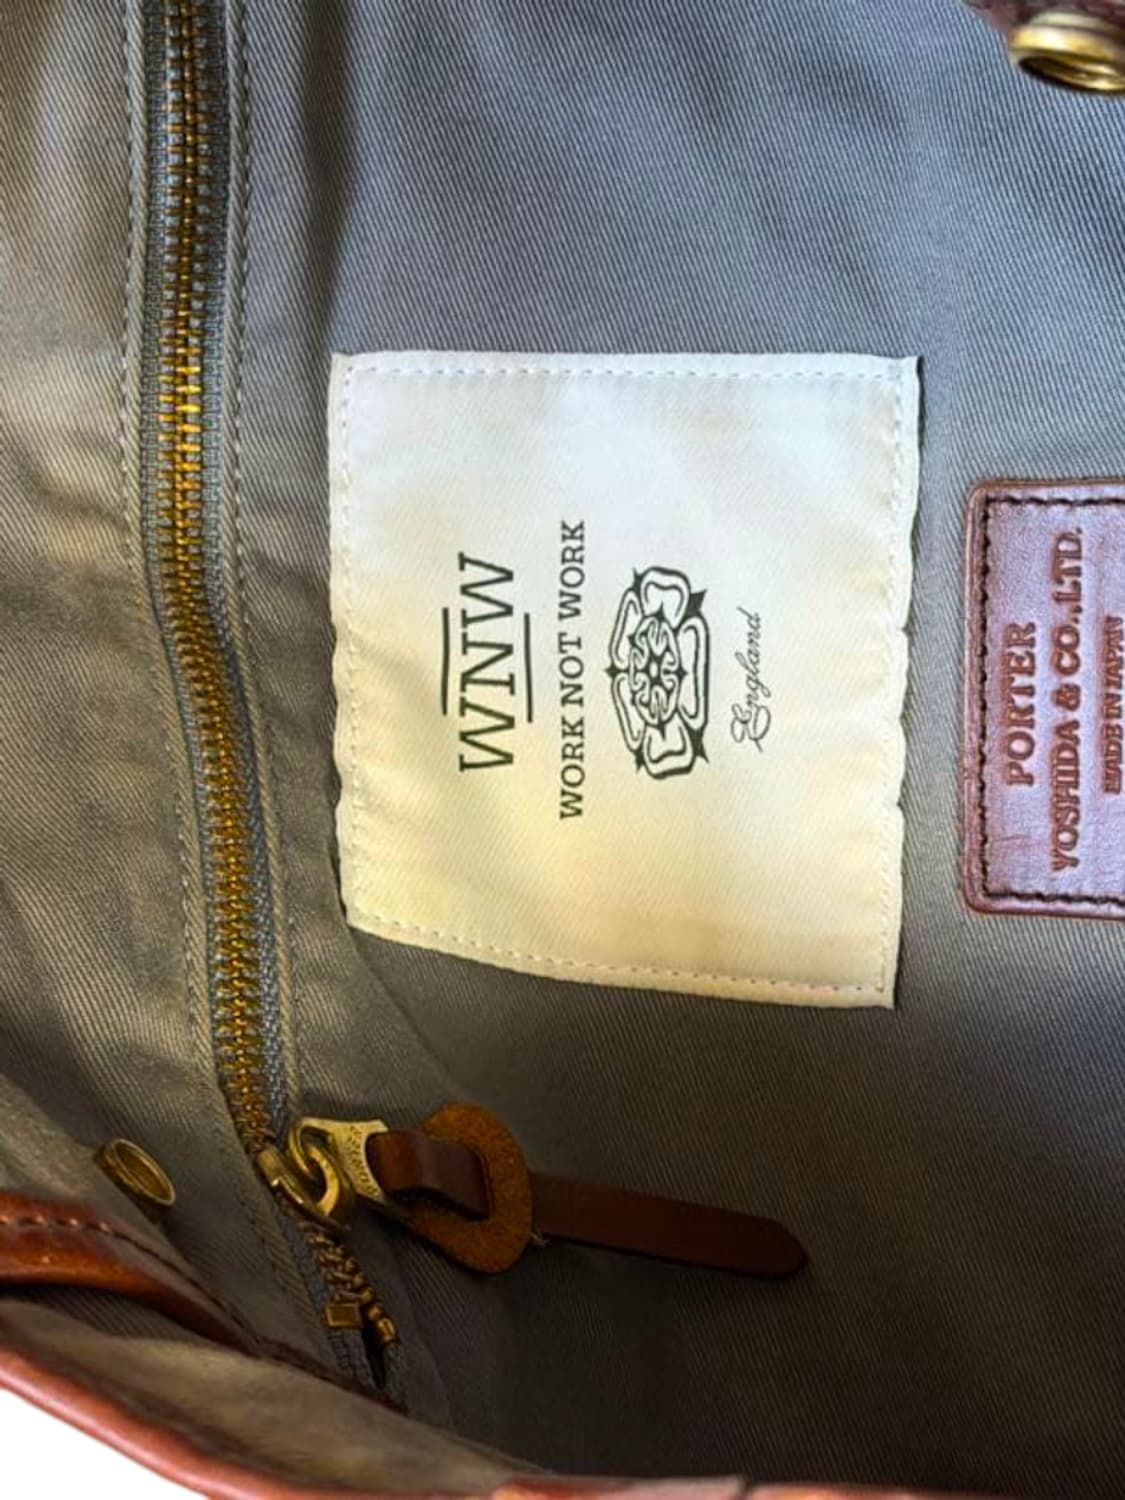 WNW
WORK NOT WORK
England
PORTER
YOSHIDA & CO.,LTD.
MADE IN JAPAN